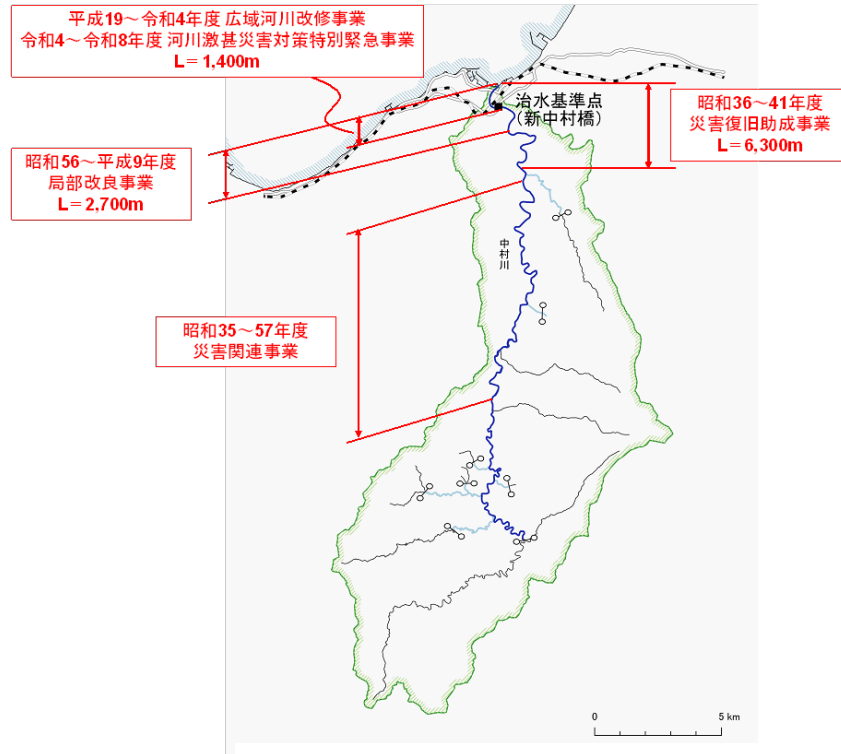 平成19～令和4年度 広域河川改修事業
令和4～令和8年度 河川激甚災害対策特別緊急事業
L＝1,400m
治水基準点
（新中村橋）
昭和36～41年度
災害復旧助成事業
L＝6,300m
昭和56～平成9年度
局部改良事業
L＝2,700m
中村川
昭和35～57年度
災害関連事業
0 5 km